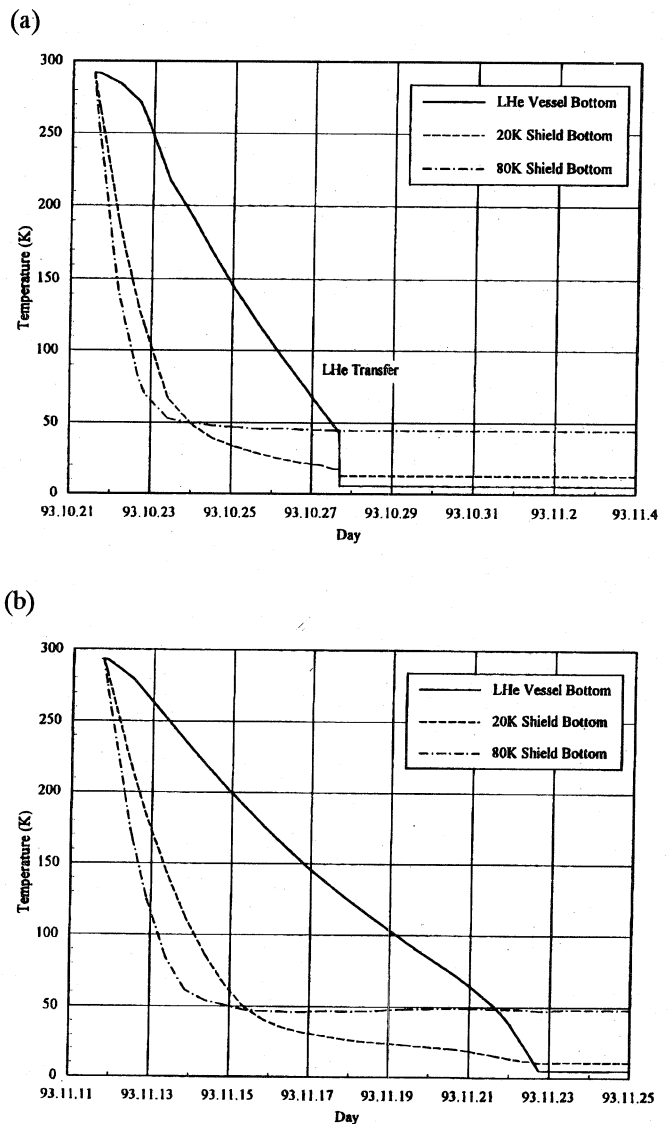 (a)
300
250
200
150
100
50
0
Temperature (K)
LHe Vessel Bottom
20K Shield Bottom
80K Shield Bottom
LHe Transfer
93.10.21 93.10.23 93.10.25 93.10.27 93.10.29 93.10.31 93.11.2 93.11.4
Day
(b)
300
250
200
150
100
50
0
Temperature (K)
LHe Vessel Bottom
20K Shield Bottom
80K Shield Bottom
93.11.11 93.11.13 93.11.15 93.11.17 93.11.19 93.11.21 93.11.23 93.11.25
Day